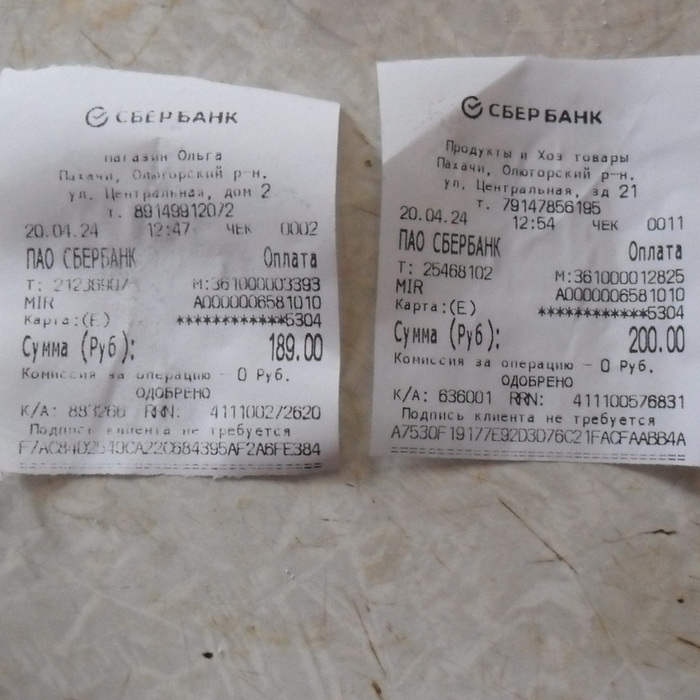 СБЕРБАНК
магазин Ольга
Пахачи, Олюторский р-н.
ул. Центральная, дом 2
т. 89149912072
20.04.24 12:47 ЧЕК 0002
ПАО СБЕРБАНК Оплата
Т: М:361000003393
MIR A0000006581010
Карта:(E) ************5304
Сумма (Руб): 189.00
Комиссия за операцию – 0 Руб.
ОДОБРЕНО
К/А: 883266 RRN: 411100272620
Подпись клиента не требуется
СБЕРБАНК
Продукты и Хоз товары
Пахачи, Олюторский р-н.
ул. Центральная, зд 21
т. 79147856195
20.04.24 12:54 ЧЕК 0011
ПАО СБЕРБАНК Оплата
Т: 25468102 М:361000012825
MIR A0000006581010
Карта:(E) ************5304
Сумма (Руб): 200.00
Комиссия за операцию – 0 Руб.
ОДОБРЕНО
К/А: 636001 RRN: 411100576831
Подпись клиента не требуется
A7530F19177E92D3D76C21FACFAABB4A
==============================